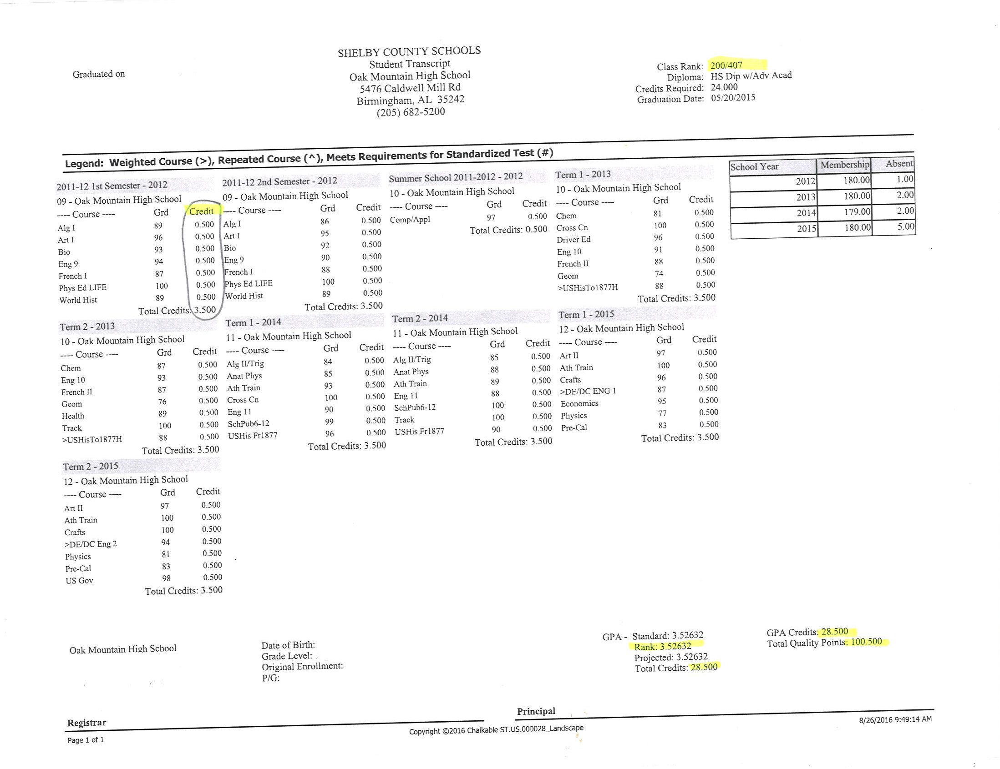 SHELBY COUNTY SCHOOLS
Student Transcript
Oak Mountain High School
5476 Caldwell Mill Rd
Birmingham, AL 35242
(205) 682-5200
Graduated on
Class Rank: 200/407
Diploma: HS Dip w/Adv Acad
Credits Required: 24.000
Graduation Date: 05/20/2015
Legend: Weighted Course (>), Repeated Course (^), Meets Requirements for Standardized Test (#)
School Year Membership Absent
2012 180.00 1.00
2013 180.00 2.00
2014 179.00 2.00
2015 180.00 5.00
2011-12 1st Semester - 2012
09 - Oak Mountain High School
---- Course ---- Grd Credit
Alg I 89 0.500
Art I 96 0.500
Bio 93 0.500
Eng 9 94 0.500
French I 87 0.500
Phys Ed LIFE 100 0.500
World Hist 89 0.500
Total Credits: 3.500
2011-12 2nd Semester - 2012
09 - Oak Mountain High School
---- Course ---- Grd Credit
Alg I 86 0.500
Art I 95 0.500
Bio 92 0.500
Eng 9 90 0.500
French I 88 0.500
Phys Ed LIFE 100 0.500
World Hist 89 0.500
Total Credits: 3.500
Summer School 2011-2012 - 2012
10 - Oak Mountain High School
---- Course ---- Grd Credit
Comp/Appl 97 0.500
Total Credits: 0.500
Term 1 - 2013
10 - Oak Mountain High School
---- Course ---- Grd Credit
Chem 81 0.500
Cross Cn 100 0.500
Driver Ed 96 0.500
Eng 10 91 0.500
French II 88 0.500
Geom 74 0.500
>USHisTo1877H 88 0.500
Total Credits: 3.500
Term 2 - 2013
10 - Oak Mountain High School
---- Course ---- Grd Credit
Chem 87 0.500
Eng 10 93 0.500
French II 87 0.500
Geom 76 0.500
Health 89 0.500
Track 100 0.500
>USHisTo1877H 88 0.500
Total Credits: 3.500
Term 1 - 2014
11 - Oak Mountain High School
---- Course ---- Grd Credit
Alg II/Trig 84 0.500
Anat Phys 85 0.500
Ath Train 93 0.500
Cross Cn 100 0.500
Eng 11 90 0.500
SchPub6-12 99 0.500
USHis Fr1877 96 0.500
Total Credits: 3.500
Term 2 - 2014
11 - Oak Mountain High School
---- Course ---- Grd Credit
Alg II/Trig 85 0.500
Anat Phys 88 0.500
Ath Train 89 0.500
Eng 11 88 0.500
SchPub6-12 100 0.500
Track 100 0.500
USHis Fr1877 90 0.500
Total Credits: 3.500
Term 1 - 2015
12 - Oak Mountain High School
---- Course ---- Grd Credit
Art II 97 0.500
Ath Train 100 0.500
Crafts 96 0.500
>DE/DC ENG 1 87 0.500
Economics 95 0.500
Physics 77 0.500
Pre-Cal 83 0.500
Total Credits: 3.500
Term 2 - 2015
12 - Oak Mountain High School
---- Course ---- Grd Credit
Art II 97 0.500
Ath Train 100 0.500
Crafts 100 0.500
>DE/DC Eng 2 94 0.500
Physics 81 0.500
Pre-Cal 83 0.500
US Gov 98 0.500
Total Credits: 3.500
Oak Mountain High School
Date of Birth:
Grade Level:
Original Enrollment:
P/G:
GPA - Standard: 3.52632
Rank: 3.52632
Projected: 3.52632
Total Credits: 28.500
GPA Credits: 28.500
Total Quality Points: 100.500
Registrar
Principal
Page 1 of 1
Copyright ©2016 Chalkable ST.US.000028_Landscape
8/26/2016 9:49:14 AM